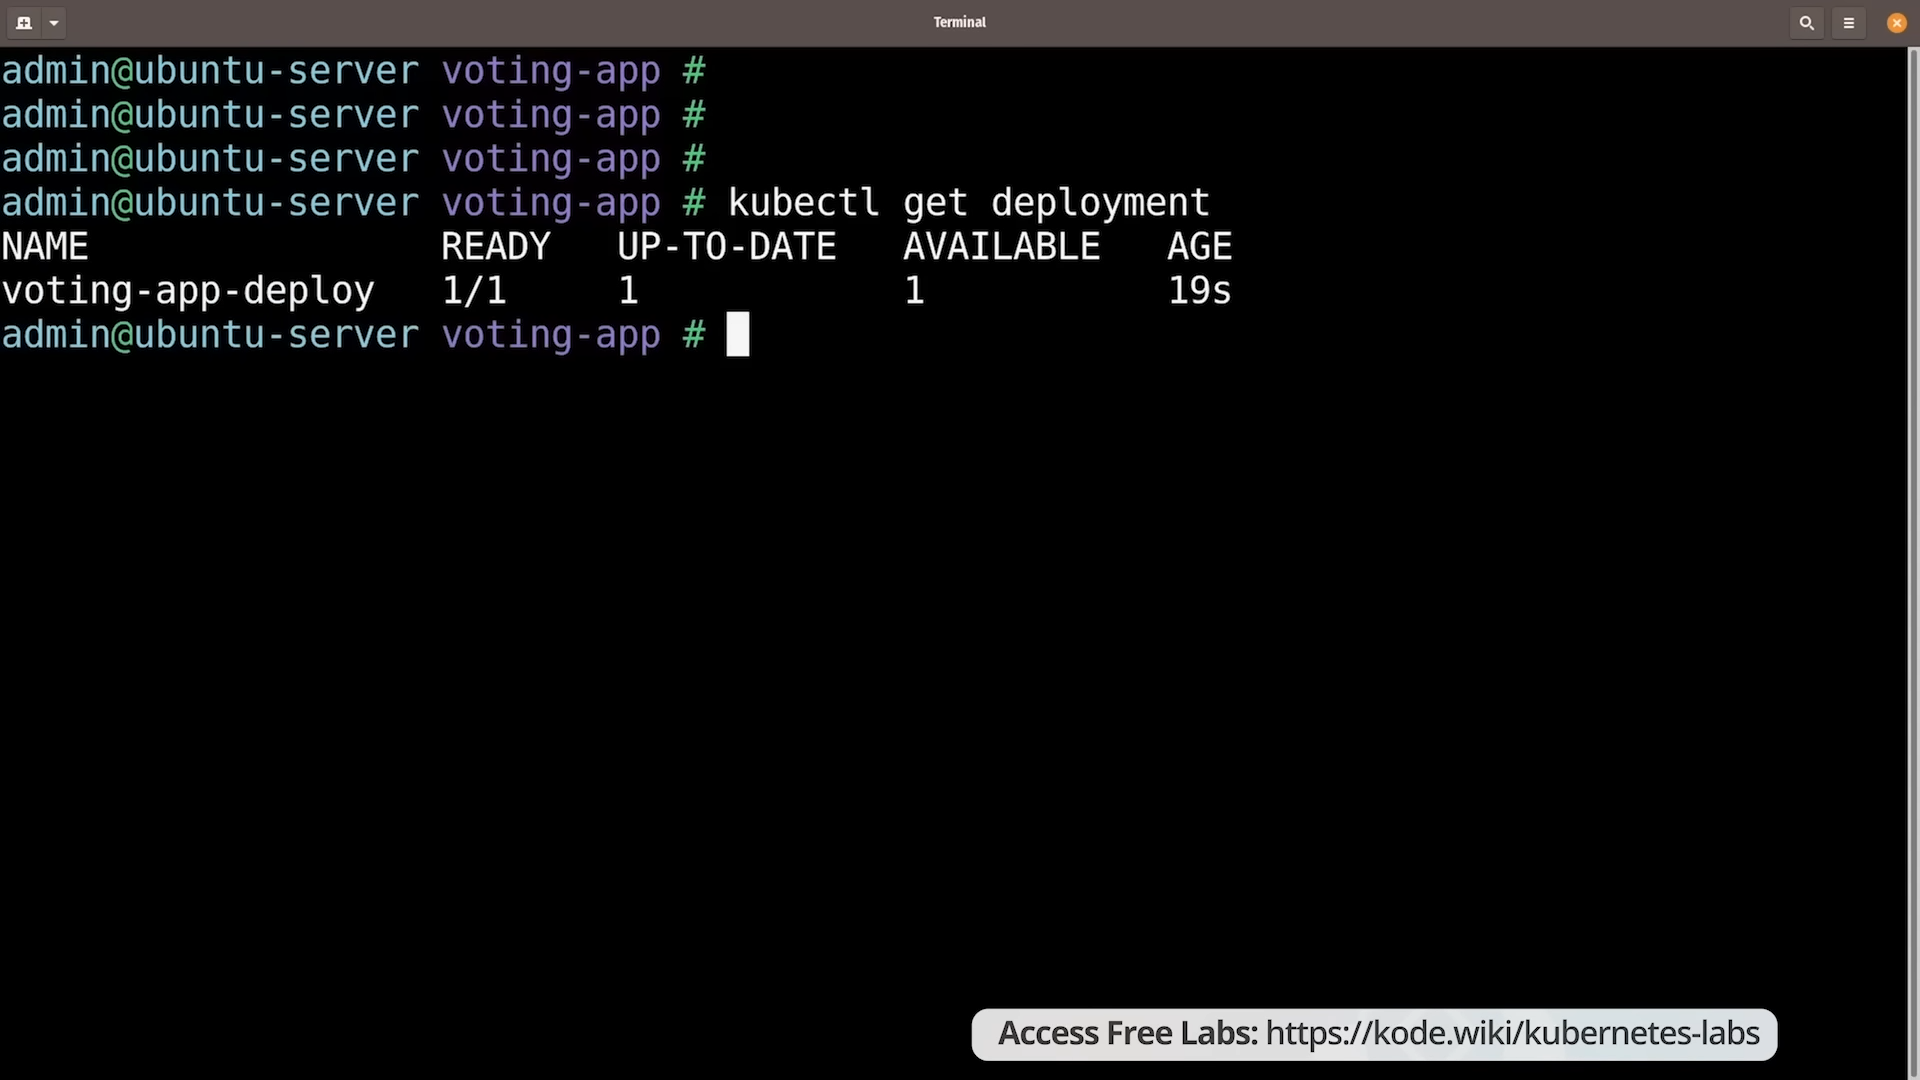 Terminal
admin@ubuntu-server voting-app #
admin@ubuntu-server voting-app #
admin@ubuntu-server voting-app #
admin@ubuntu-server voting-app # kubectl get deployment
NAME READY UP-TO-DATE AVAILABLE AGE
voting-app-deploy 1/1 1 1 19s
admin@ubuntu-server voting-app #
Access Free Labs: https://kode.wiki/kubernetes-labs